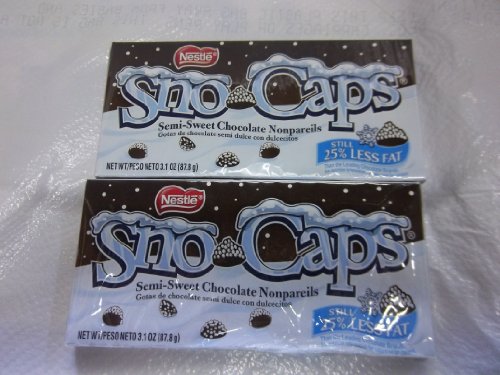 Nestlé®
Sno Caps
Semi-Sweet Chocolate Nonpareils
Gotas de chocolate semi dulce con dulcecitos
STILL
25% LESS FAT
NET WT/PESO NETO 3.1 OZ (87.8 g)
Nestlé®
Sno Caps®
Semi-Sweet Chocolate Nonpareils
Gotas de chocolate semi dulce con dulcecitos
STILL
25% LESS FAT
NET WT/PESO NETO 3.1 OZ (87.8 g)